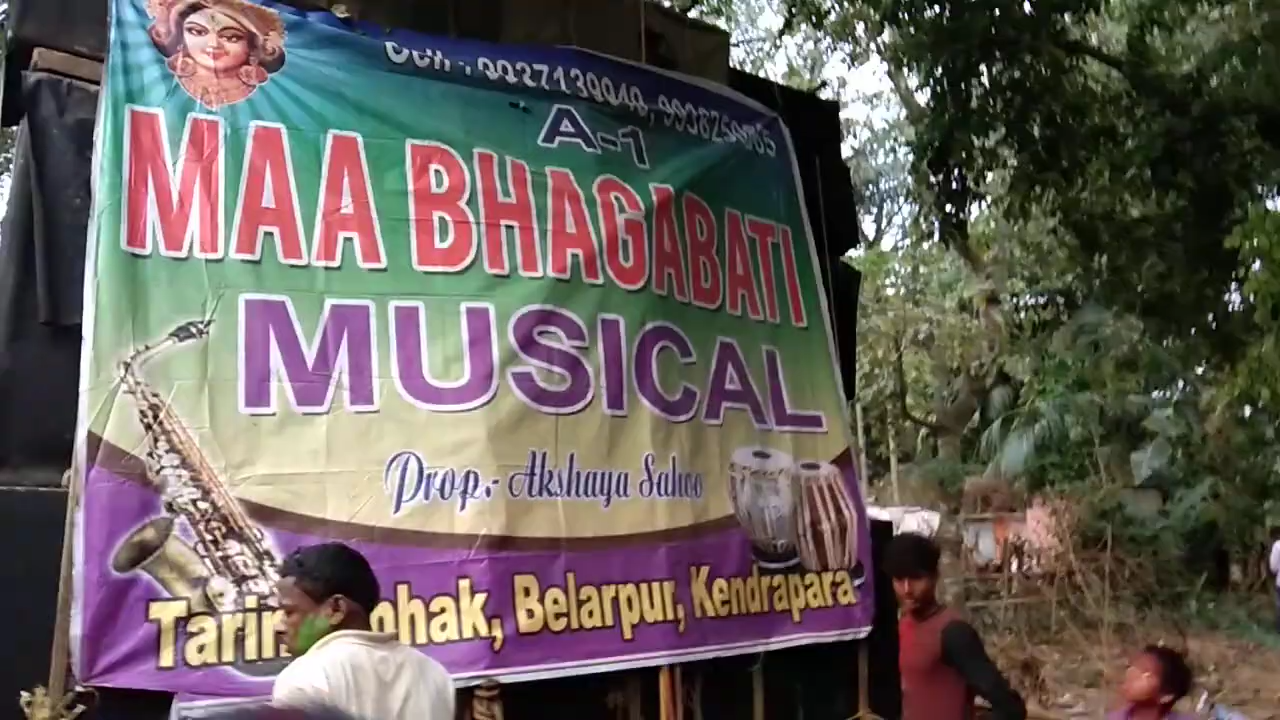 A-1
MAA BHAGABATI
MUSICAL
Prop.- Akshaya Sahoo
Belarpur, Kendrapara